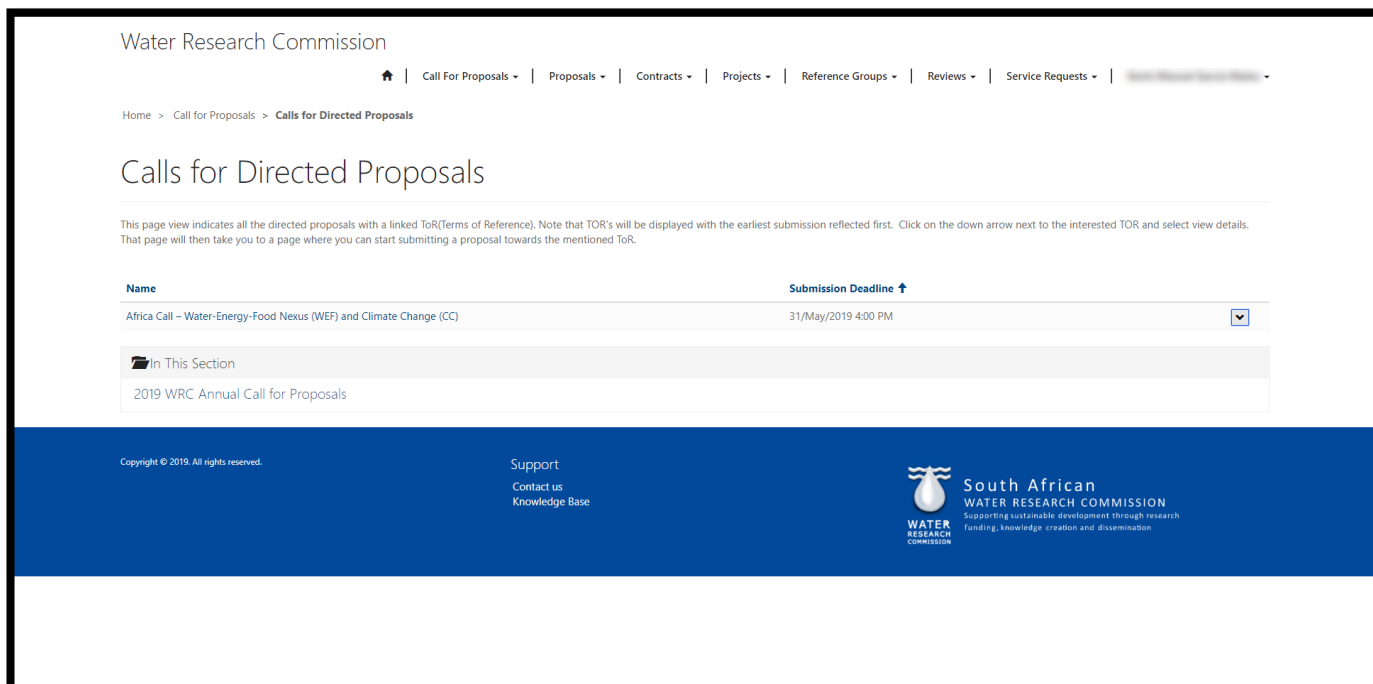 Water Research Commission
Call For Proposals | Proposals | Contracts | Projects | Reference Groups | Reviews | Service Requests |
Home > Call for Proposals > Calls for Directed Proposals
Calls for Directed Proposals
This page view indicates all the directed proposals with a linked ToR(Terms of Reference). Note that TOR's will be displayed with the earliest submission reflected first. Click on the down arrow next to the interested TOR and select view details.
That page will then take you to a page where you can start submitting a proposal towards the mentioned ToR.
Name Submission Deadline
Africa Call – Water-Energy-Food Nexus (WEF) and Climate Change (CC) 31/May/2019 4:00 PM
In This Section
2019 WRC Annual Call for Proposals
Copyright © 2019. All rights reserved.
Support
Contact us
Knowledge Base
WATER
RESEARCH
COMMISSION
South African
WATER RESEARCH COMMISSION
Supporting sustainable development through research
funding, knowledge creation and dissemination